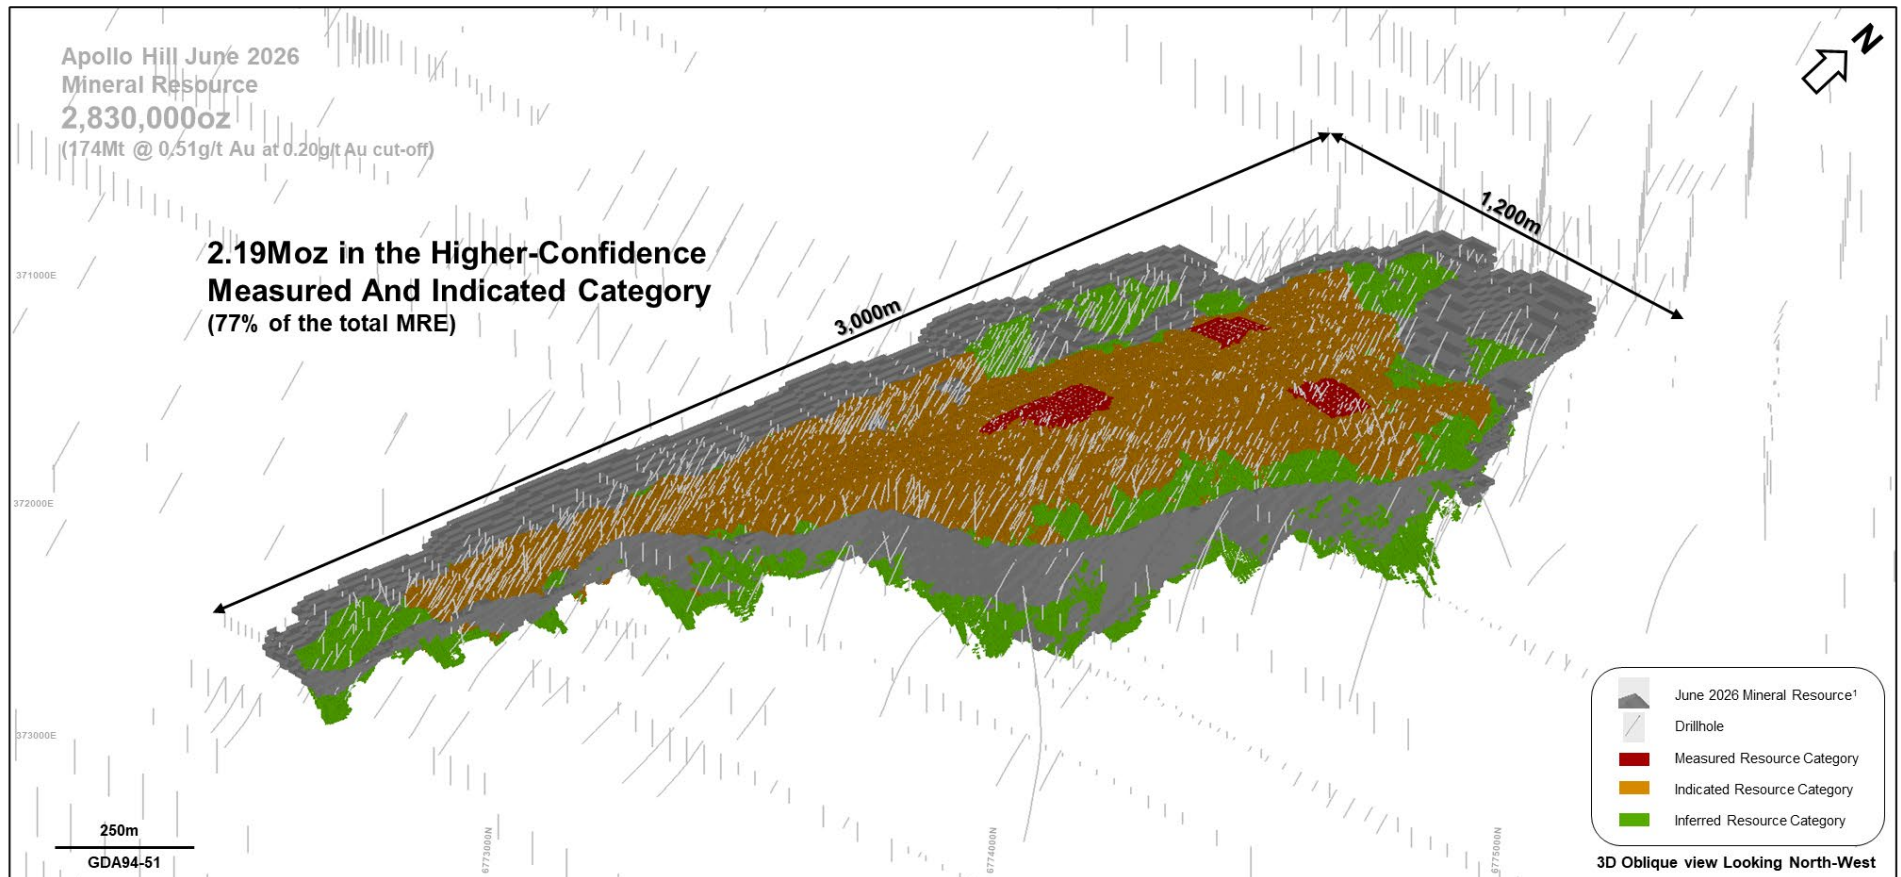 Apollo Hill June 2026
Mineral Resource
2,830,000oz
(174Mt @ 0.51g/t Au at 0.20g/t Au cut-off)
N
2.19Moz in the Higher-Confidence
Measured And Indicated Category
(77% of the total MRE)
3,000m
1,200m
371000E
372000E
373000E
6773000N
6774000N
6775000N
250m
GDA94-51
June 2026 Mineral Resource¹
Drillhole
Measured Resource Category
Indicated Resource Category
Inferred Resource Category
3D Oblique view Looking North-West